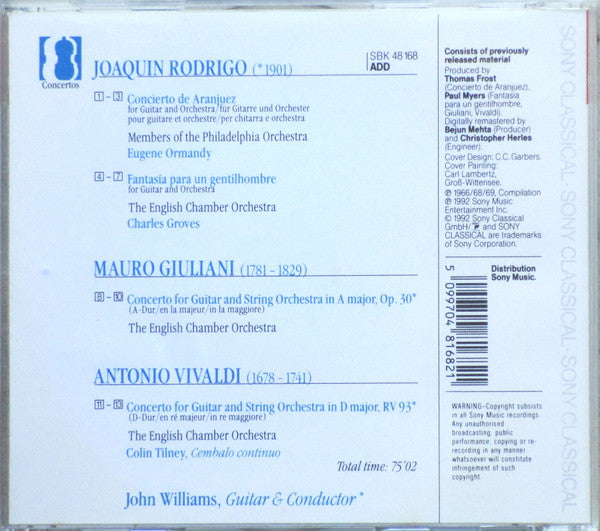 Concertos
JOAQUIN RODRIGO (*1901)
SBK 48168
ADD
1 - 3 Concierto de Aranjuez
for Guitar and Orchestra/für Gitarre und Orchester
pour guitare et orchestre/per chitarra e orchestra
Members of the Philadelphia Orchestra
Eugene Ormandy
4 - 7 Fantasia para un gentilhombre
for Guitar and Orchestra
The English Chamber Orchestra
Charles Groves
MAURO GIULIANI (1781 - 1829)
8 - 10 Concerto for Guitar and String Orchestra in A major, Op. 30*
(A-Dur/en la majeur/in la maggiore)
The English Chamber Orchestra
ANTONIO VIVALDI (1678 - 1741)
11 - 13 Concerto for Guitar and String Orchestra in D major, RV 93*
(D-Dur/en ré majeur/in re maggiore)
The English Chamber Orchestra
Colin Tilney, Cembalo continuo
Total time: 75'02
John Williams, Guitar & Conductor*
Consists of previously
released material
Produced by
Thomas Frost
(Concierto de Aranjuez),
Paul Myers (Fantasia
para un gentilhombre,
Giuliani, Vivaldi).
Digitally remastered by
Bejun Mehta (Producer)
and Christopher Herles
(Engineer).
Cover Design: C.C. Garbers.
Cover Painting:
Carl Lambertz,
Groß-Wittensee.
℗ 1966/68/69, Compilation
℗ 1992 Sony Music
Entertainment Inc.
© 1992 Sony Classical
GmbH/ and SONY
CLASSICAL are trademarks
of Sony Corporation.
Distribution
Sony Music.
5 099704 816821
WARNING-Copyright subsists
in all Sony Music recordings.
Any unauthorised
broadcasting, public
performance, copying or re-
recording in any manner
whatsoever will constitute
infringement of such
copyright.
SONY CLASSICAL · SONY CLASSICAL · SONY CLASSICAL